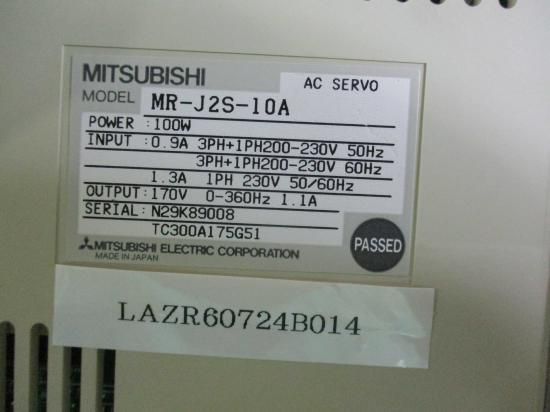 MITSUBISHI AC SERVO
MODEL MR-J2S-10A
POWER :100W
INPUT :0.9A 3PH+1PH200-230V 50Hz
3PH+1PH200-230V 60Hz
1.3A 1PH 230V 50/60Hz
OUTPUT:170V 0-360Hz 1.1A
SERIAL: N29K89008
TC300A175G51
MITSUBISHI ELECTRIC CORPORATION
MADE IN JAPAN
PASSED
LAZR60724B014